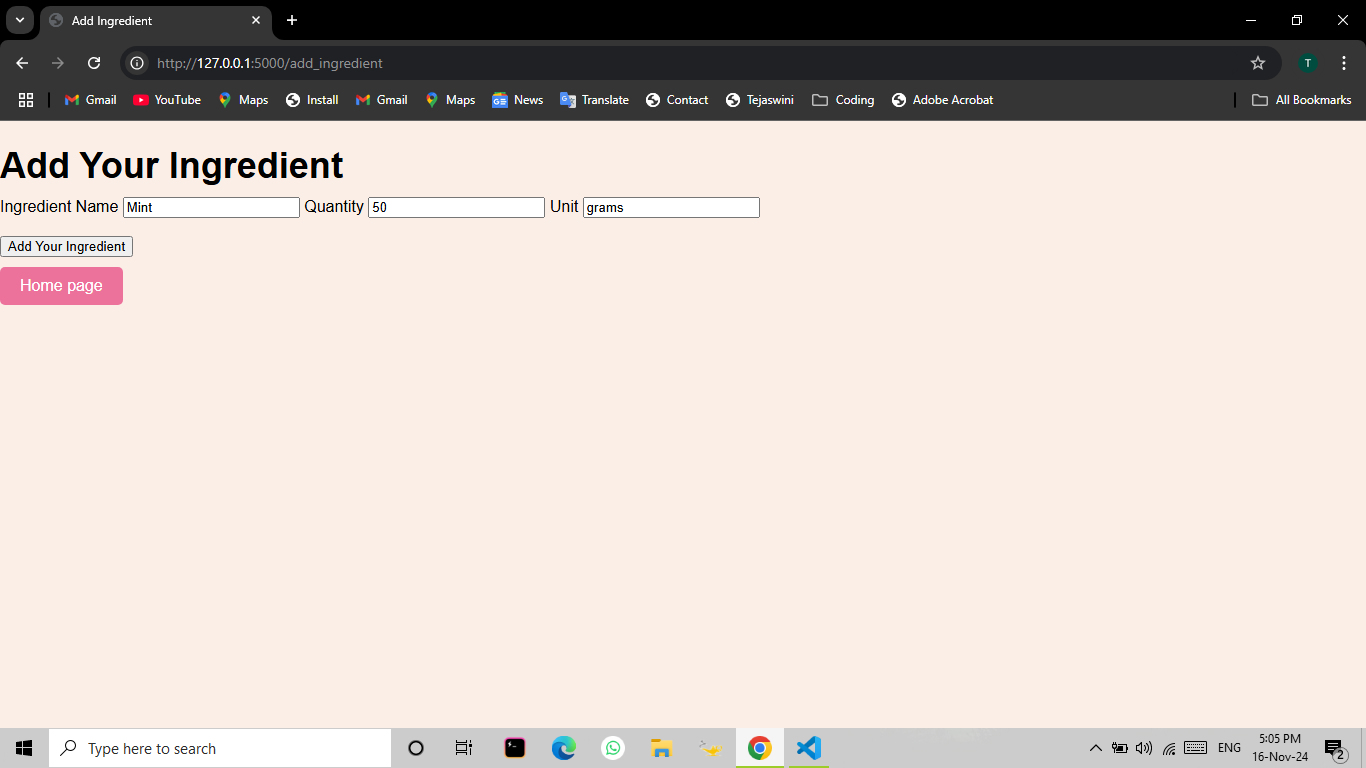 Add Ingredient
http://127.0.0.1:5000/add_ingredient
T
Gmail YouTube Maps Install Gmail Maps News Translate Contact Tejaswini Coding Adobe Acrobat All Bookmarks
Add Your Ingredient
Ingredient Name Mint Quantity 50 Unit grams
Add Your Ingredient
Home page
Type here to search
ENG
5:05 PM
16-Nov-24
2